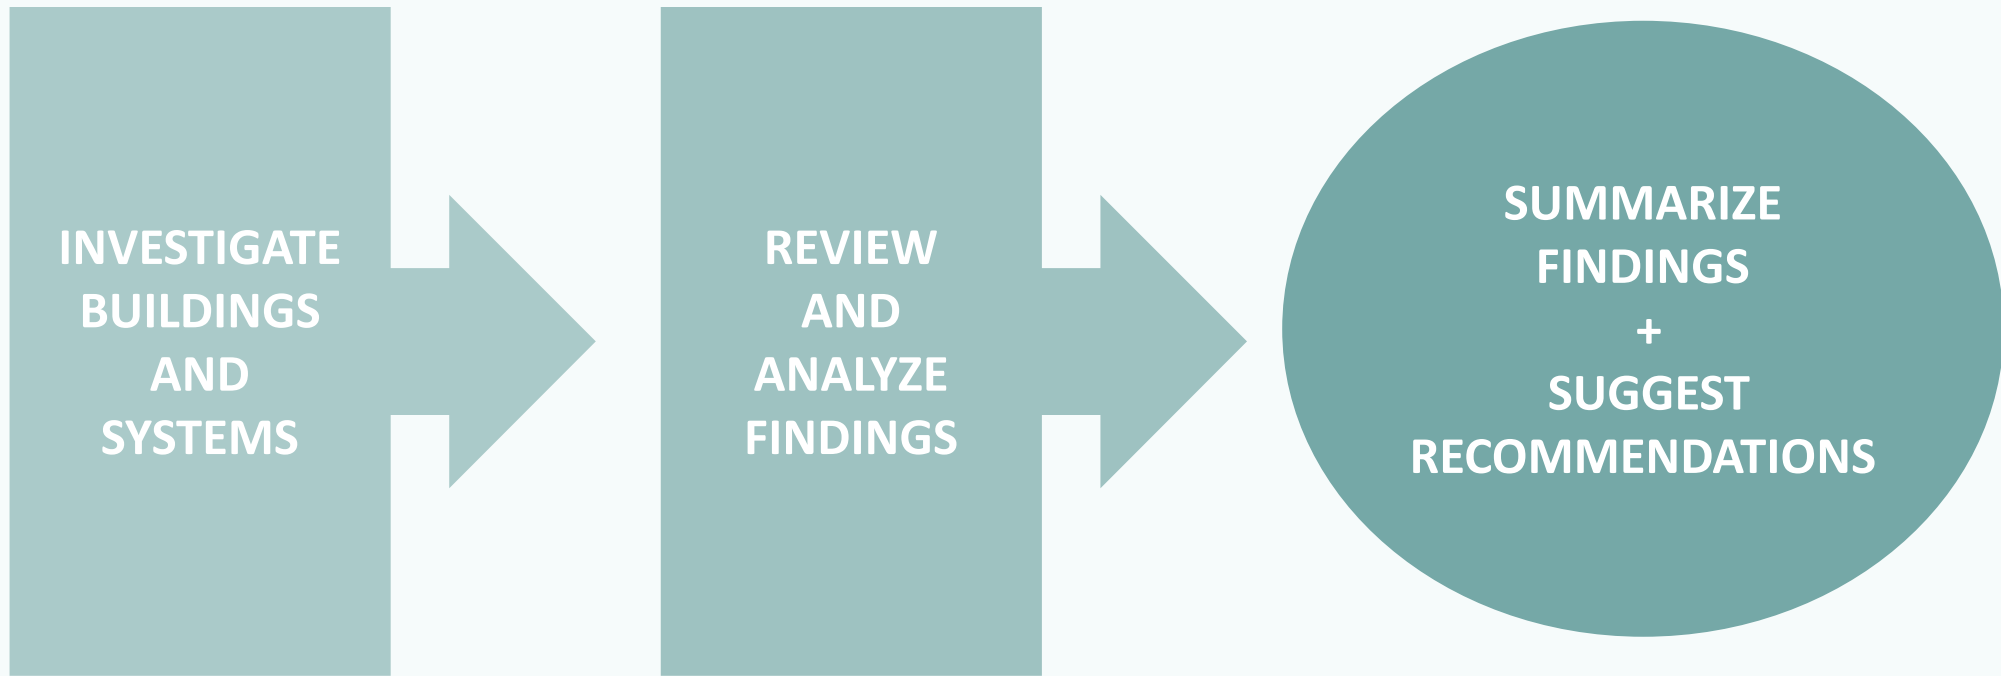 INVESTIGATE
BUILDINGS
AND
SYSTEMS
REVIEW
AND
ANALYZE
FINDINGS
SUMMARIZE
FINDINGS
+
SUGGEST
RECOMMENDATIONS